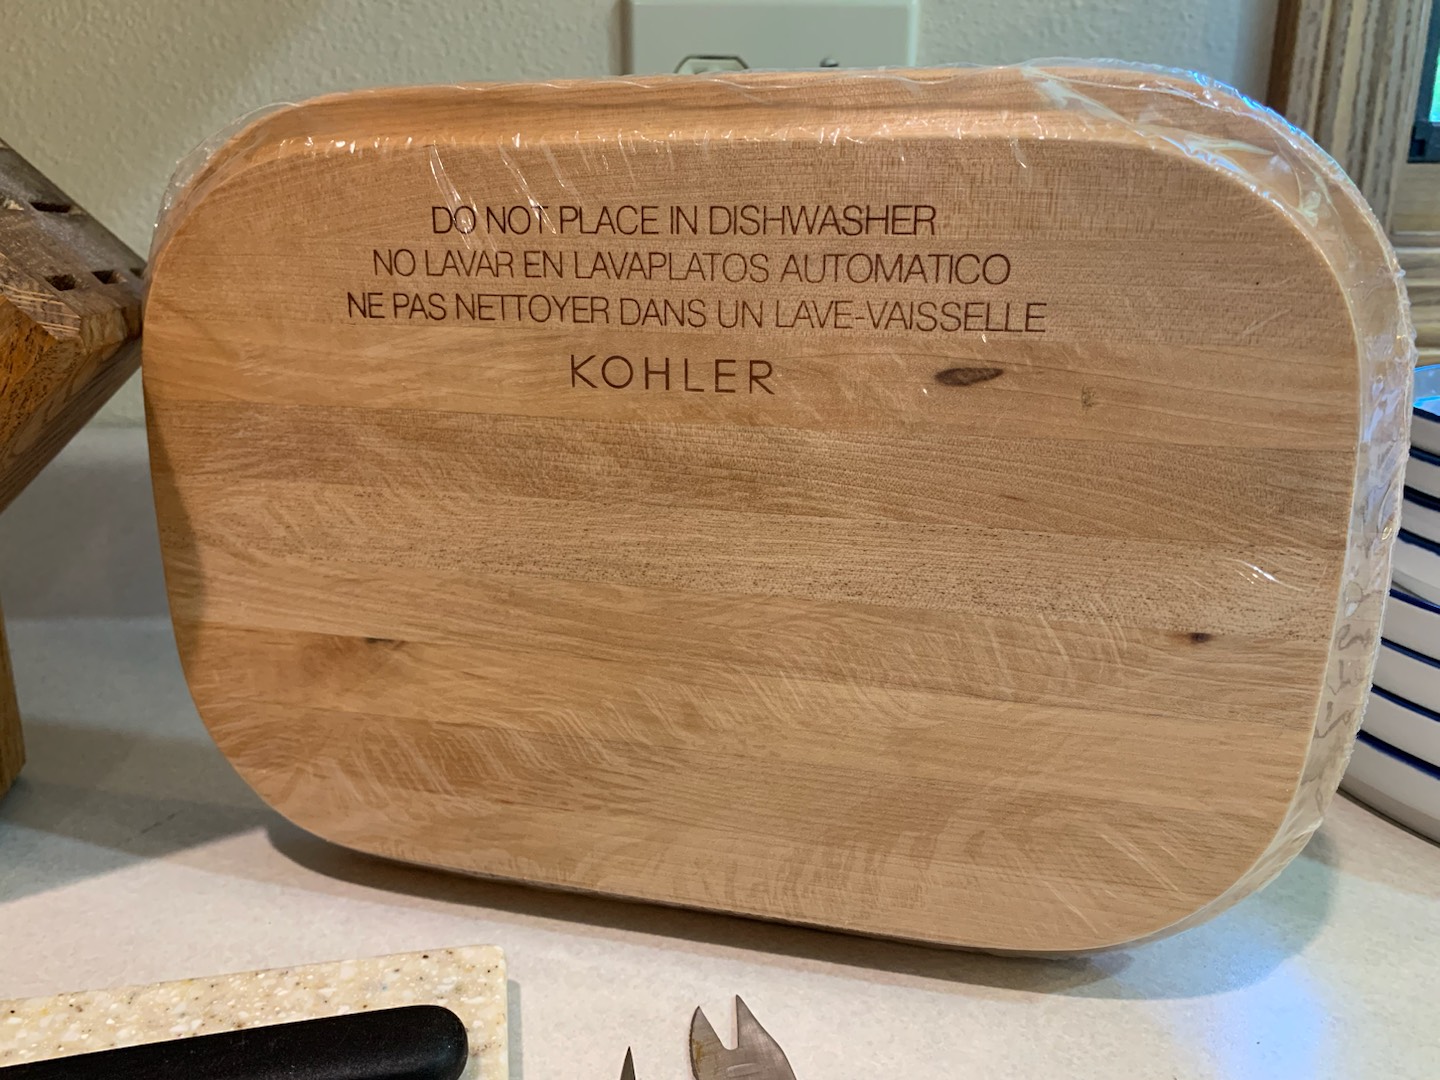 DO NOT PLACE IN DISHWASHER
NO LAVAR EN LAVAPLATOS AUTOMATICO
NE PAS NETTOYER DANS UN LAVE-VAISSELLE
KOHLER